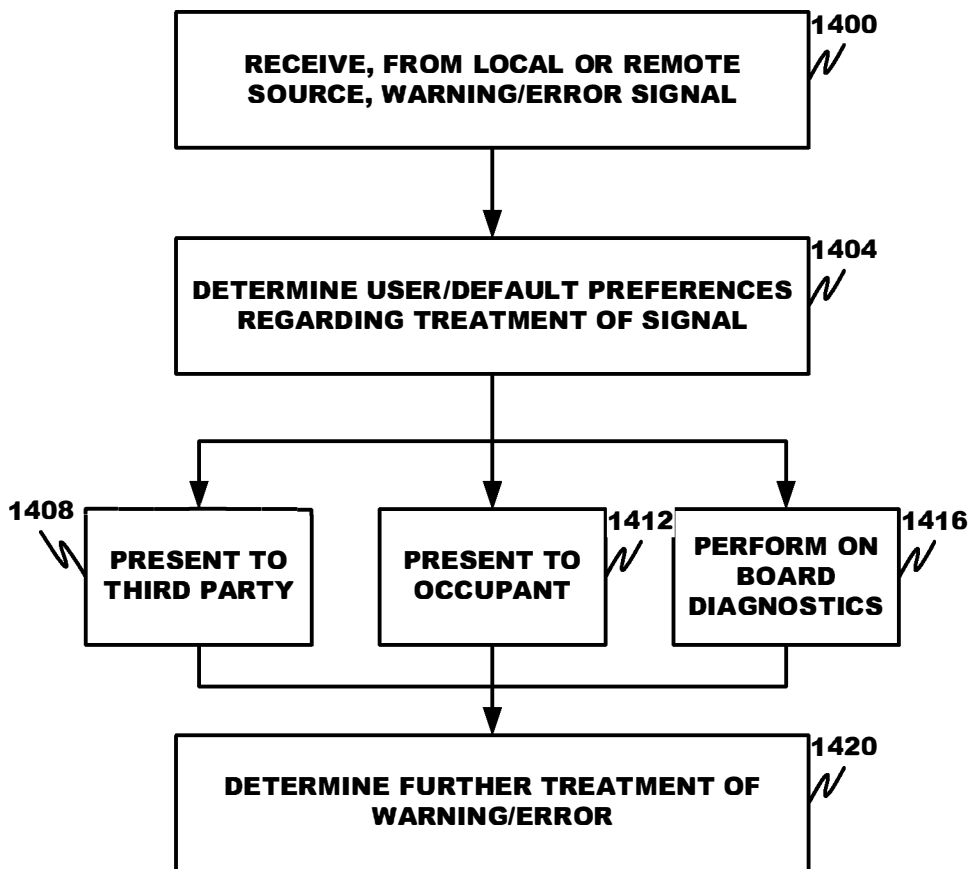 1400
RECEIVE, FROM LOCAL OR REMOTE
SOURCE, WARNING/ERROR SIGNAL
1404
DETERMINE USER/DEFAULT PREFERENCES
REGARDING TREATMENT OF SIGNAL
1408
PRESENT TO
THIRD PARTY
1412
PRESENT TO
OCCUPANT
1416
PERFORM ON
BOARD
DIAGNOSTICS
1420
DETERMINE FURTHER TREATMENT OF
WARNING/ERROR